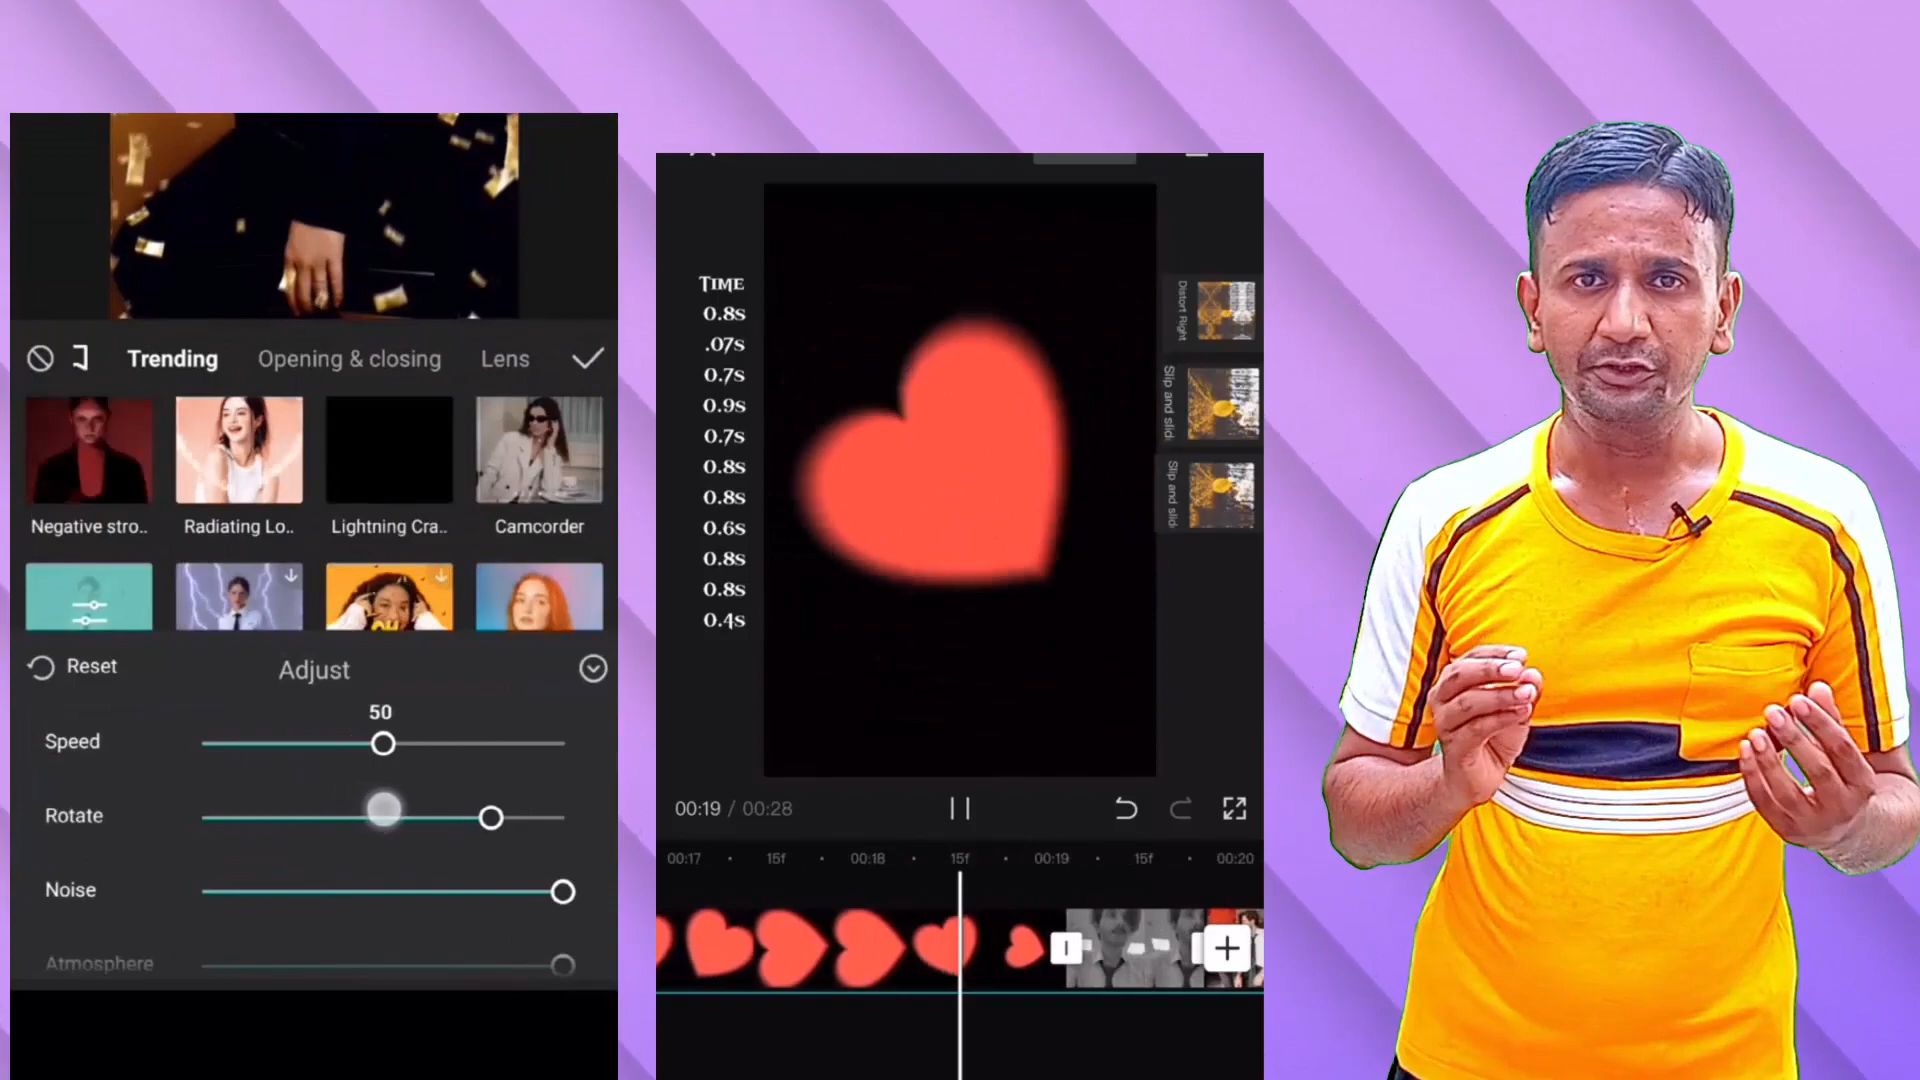 Trending
Opening & closing
Lens
Negative stro..
Radiating Lo..
Lightning Cra..
Camcorder
Reset
Adjust
50
Speed
Rotate
Noise
Atmosphere
TIME
0.8s
.07s
0.7s
0.9s
0.7s
0.8s
0.8s
0.6s
0.8s
0.8s
0.4s
Distort Right
Slip and slid
Slip and slid
00:19 / 00:28
00:17 15f 00:18 15f 00:19 15f 00:20